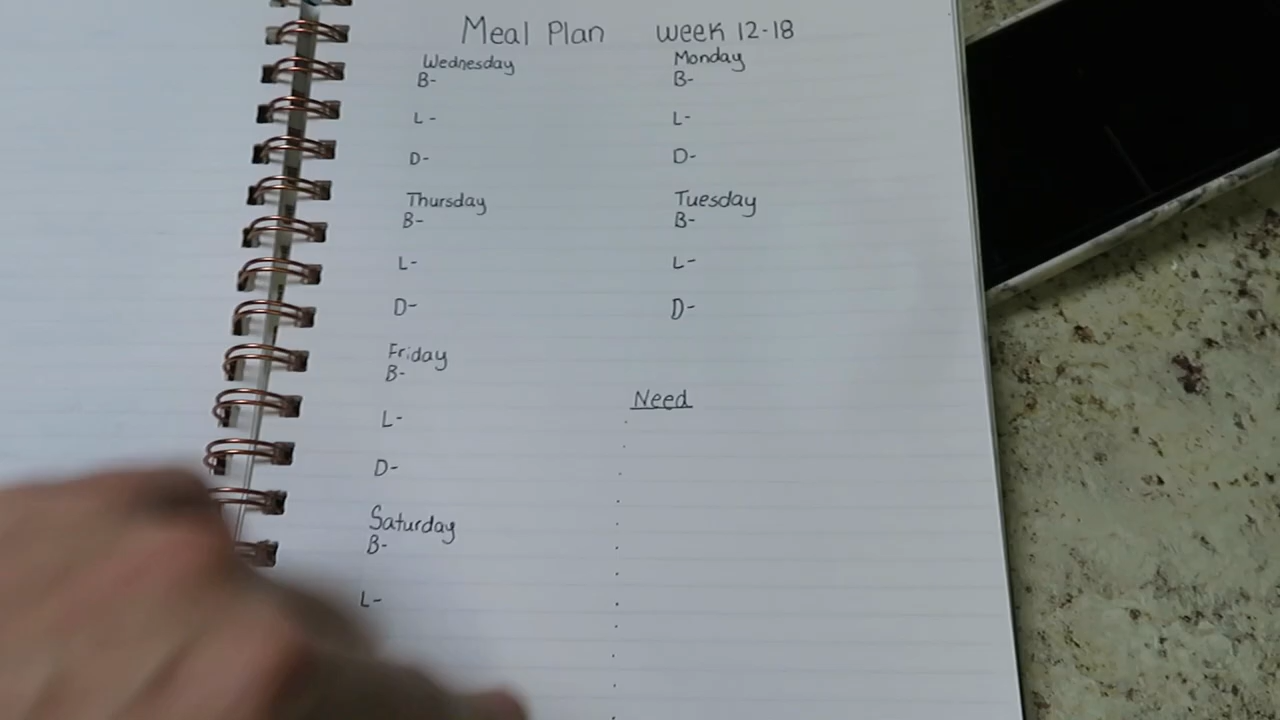 Meal Plan week 12-18
Wednesday
B-
L-
D-
Thursday
B-
L-
D-
Friday
B-
L-
D-
Saturday
B-
L-
Monday
B-
L-
D-
Tuesday
B-
L-
D-
Need